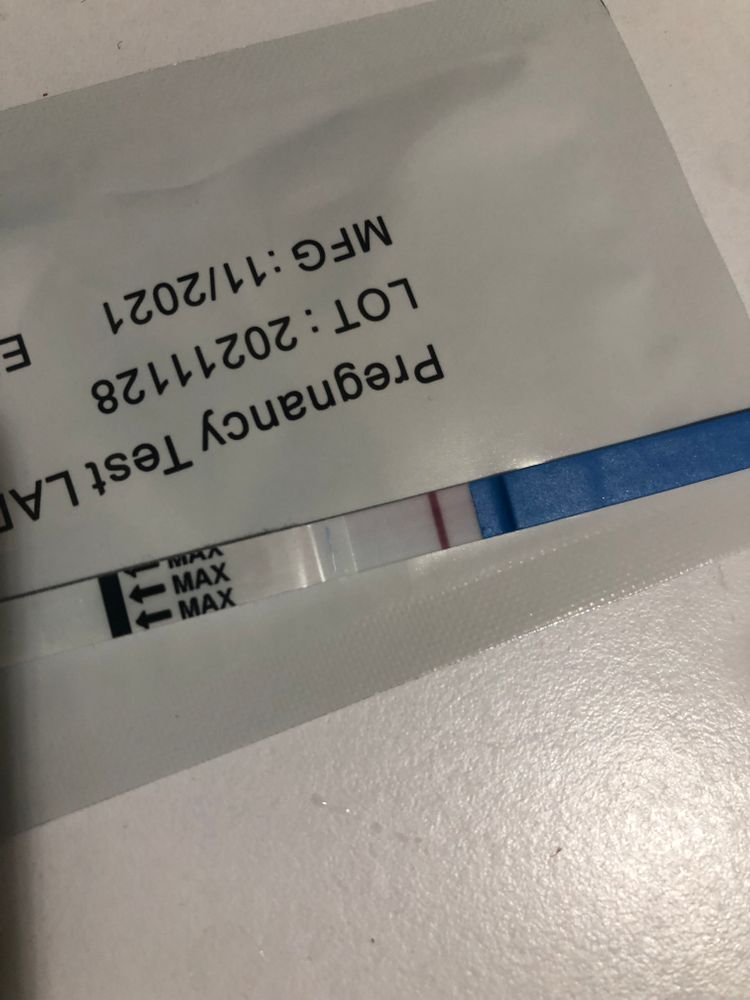 Pregnancy Test
LOT : 20211128
MFG : 11/2021
MAX
MAX
MAX